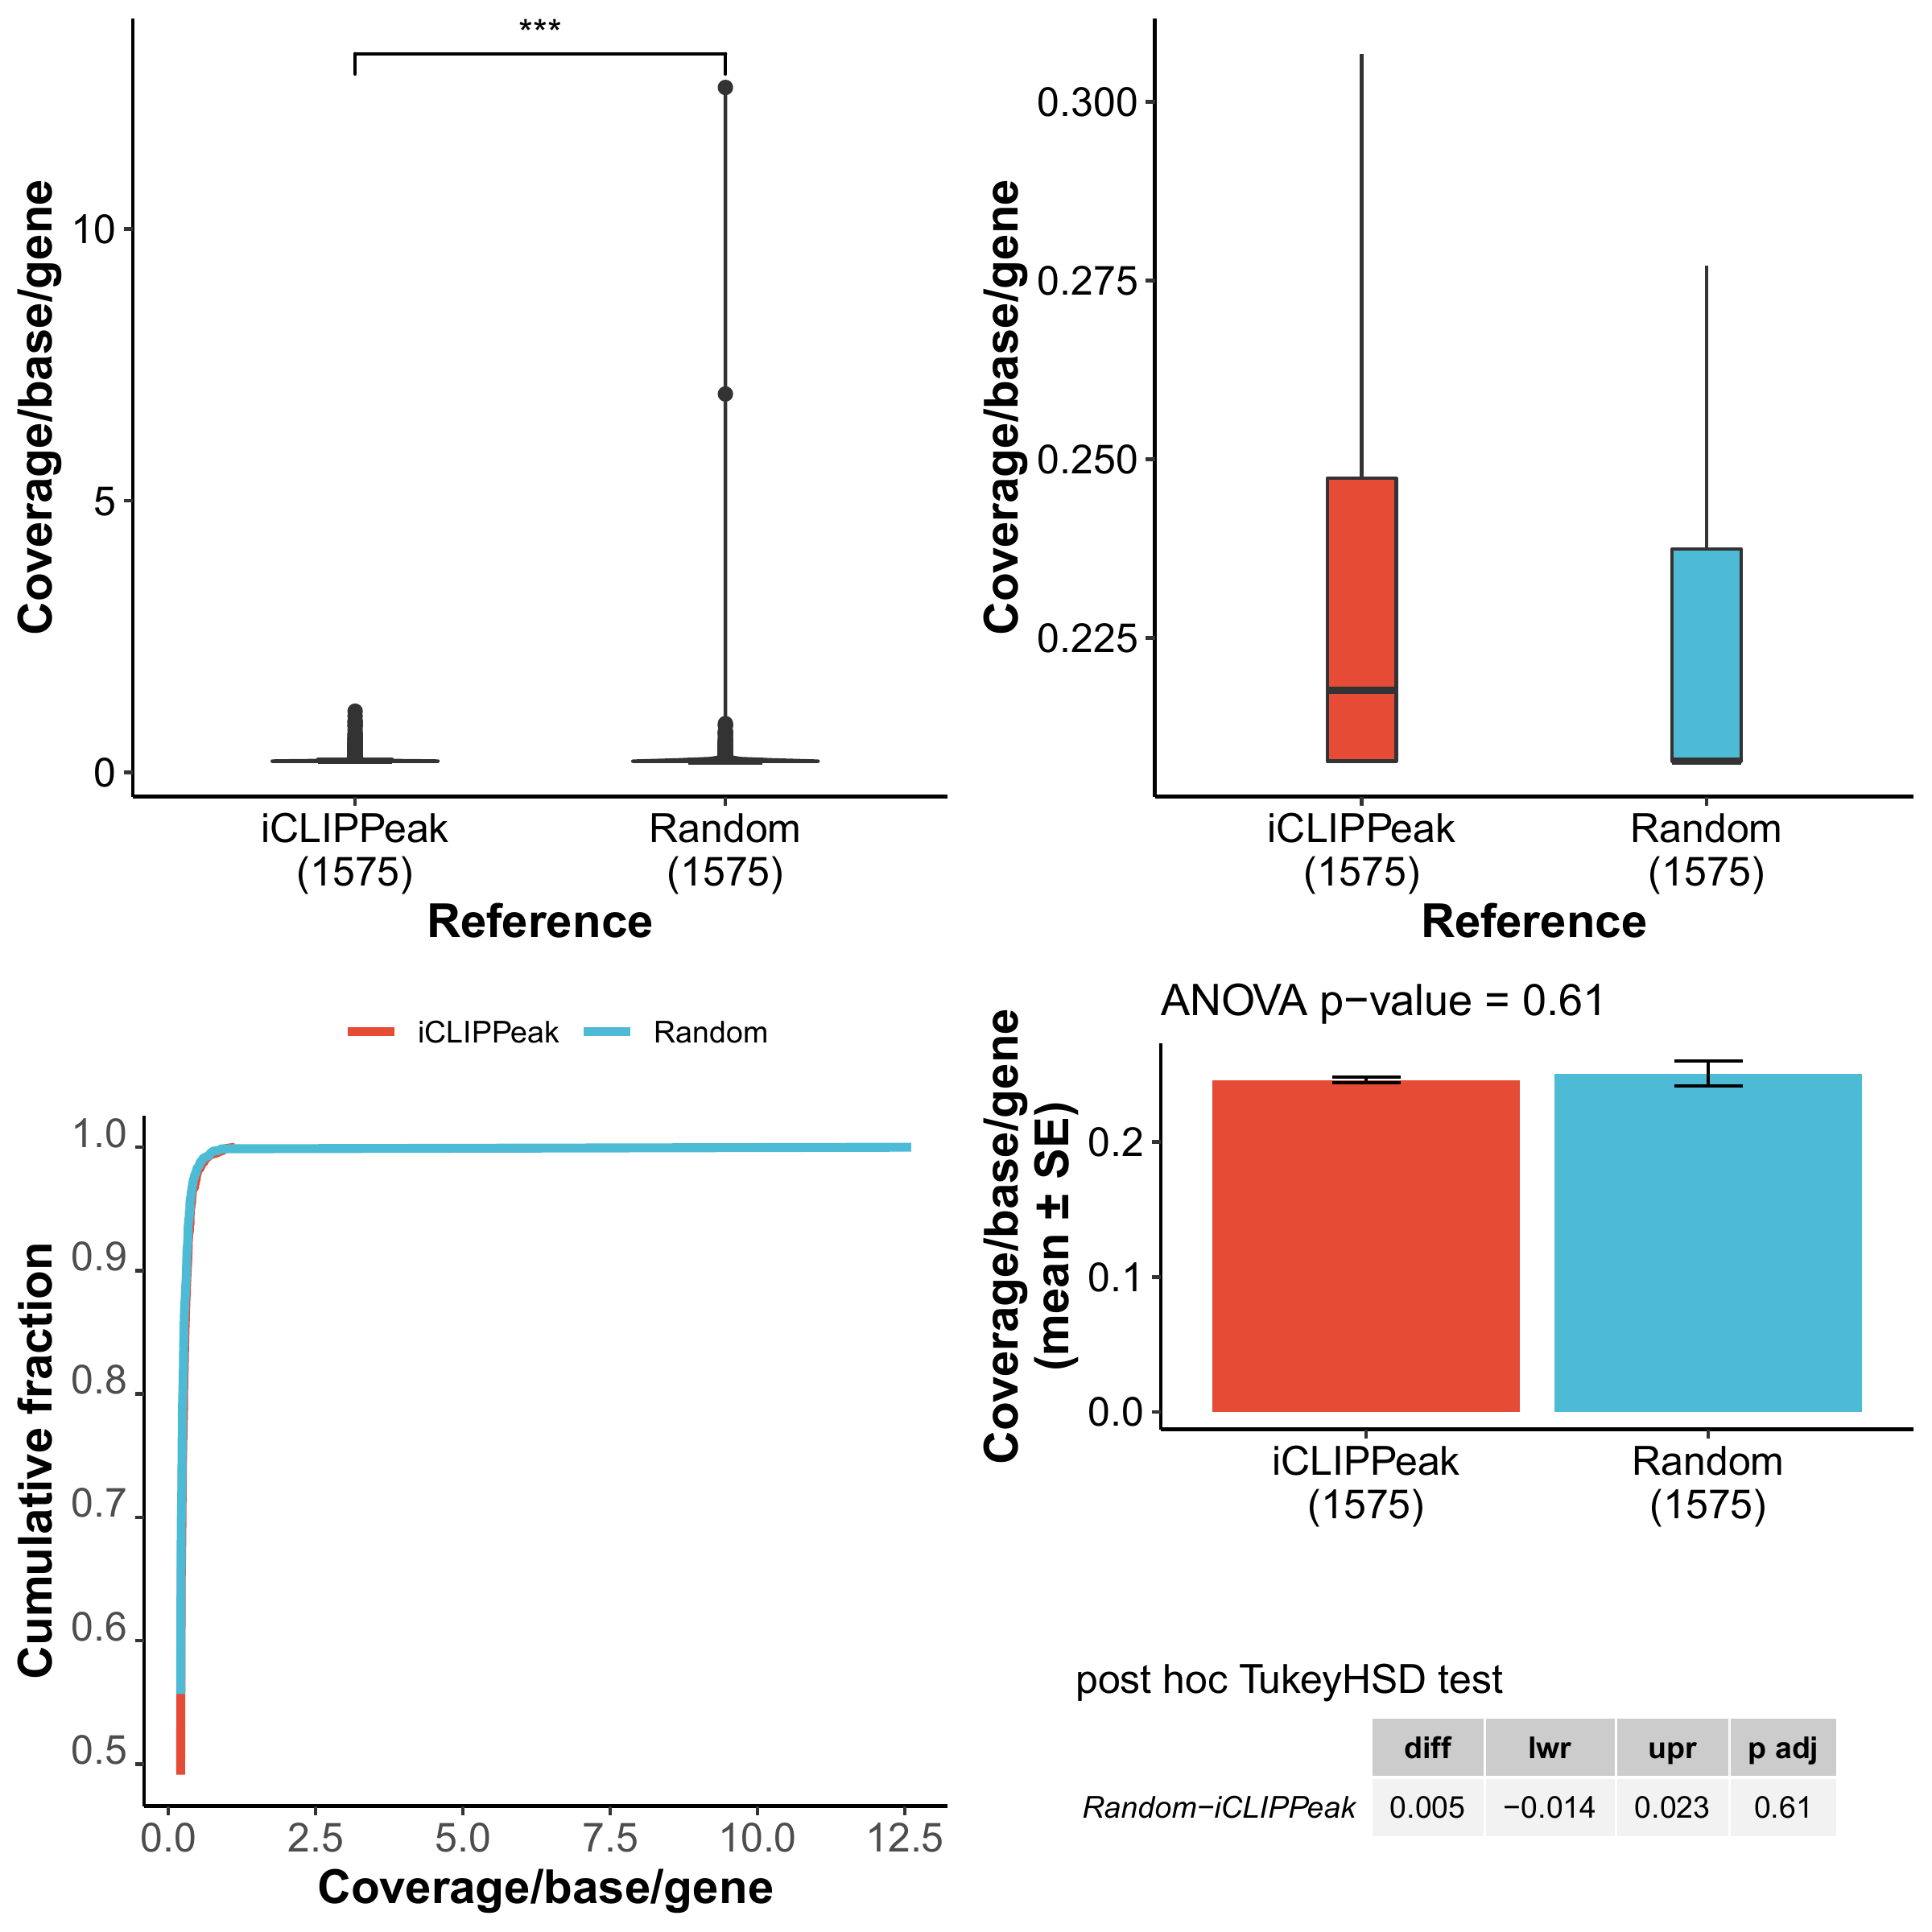 ***
Coverage/base/gene
10
5
0
iCLIPPeak
(1575)
Random
(1575)
Reference
Coverage/base/gene
0.300
0.275
0.250
0.225
iCLIPPeak
(1575)
Random
(1575)
Reference
iCLIPPeak
Random
Cumulative fraction
1.0
0.9
0.8
0.7
0.6
0.5
0.0
2.5
5.0
7.5
10.0
12.5
Coverage/base/gene
ANOVA p−value = 0.61
Coverage/base/gene
(mean ± SE)
0.2
0.1
0.0
iCLIPPeak
(1575)
Random
(1575)
post hoc TukeyHSD test
diff lwr upr p adj
Random−iCLIPPeak 0.005 −0.014 0.023 0.61